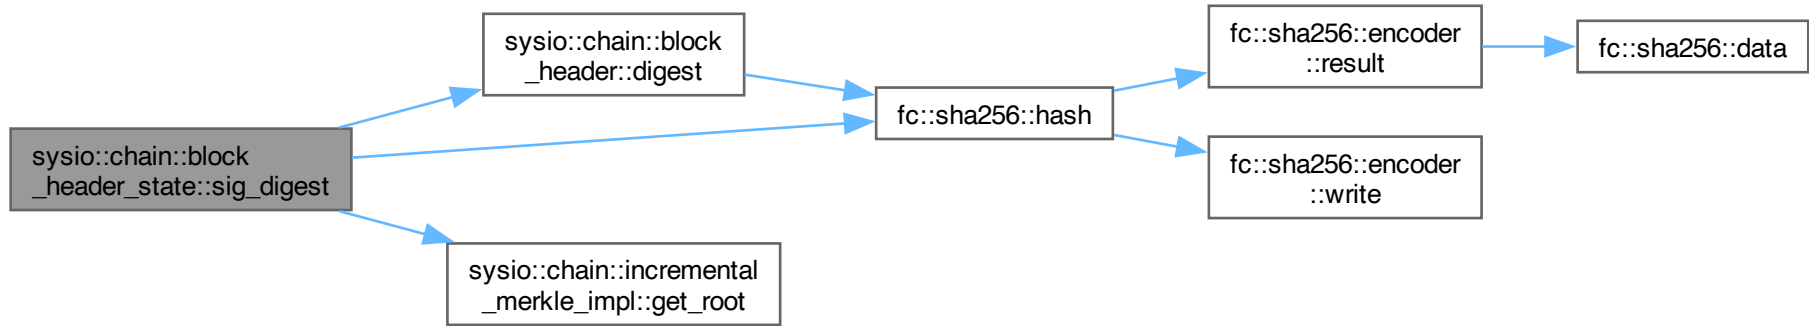 sysio::chain::block
_header_state::sig_digest
sysio::chain::block
_header::digest
sysio::chain::incremental
_merkle_impl::get_root
fc::sha256::hash
fc::sha256::encoder
::result
fc::sha256::encoder
::write
fc::sha256::data